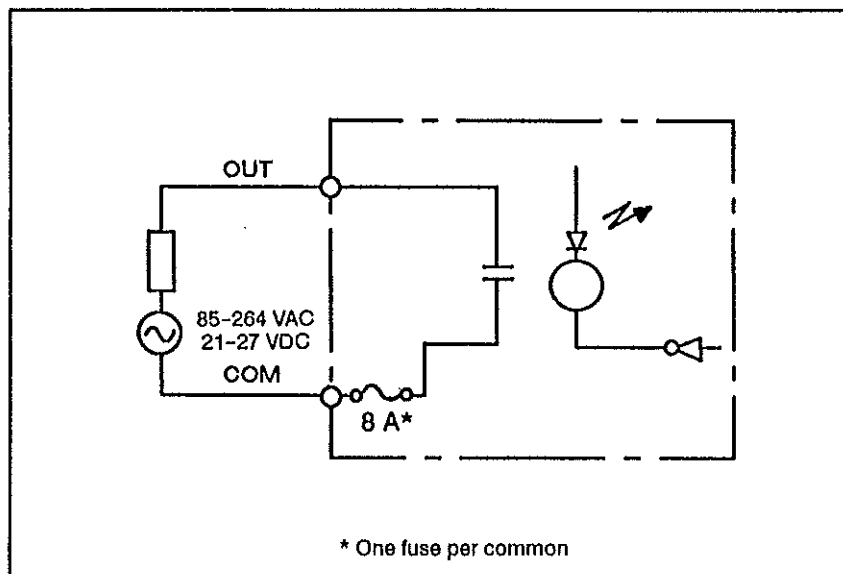 OUT
85-264 VAC
21-27 VDC
COM
8 A*
* One fuse per common